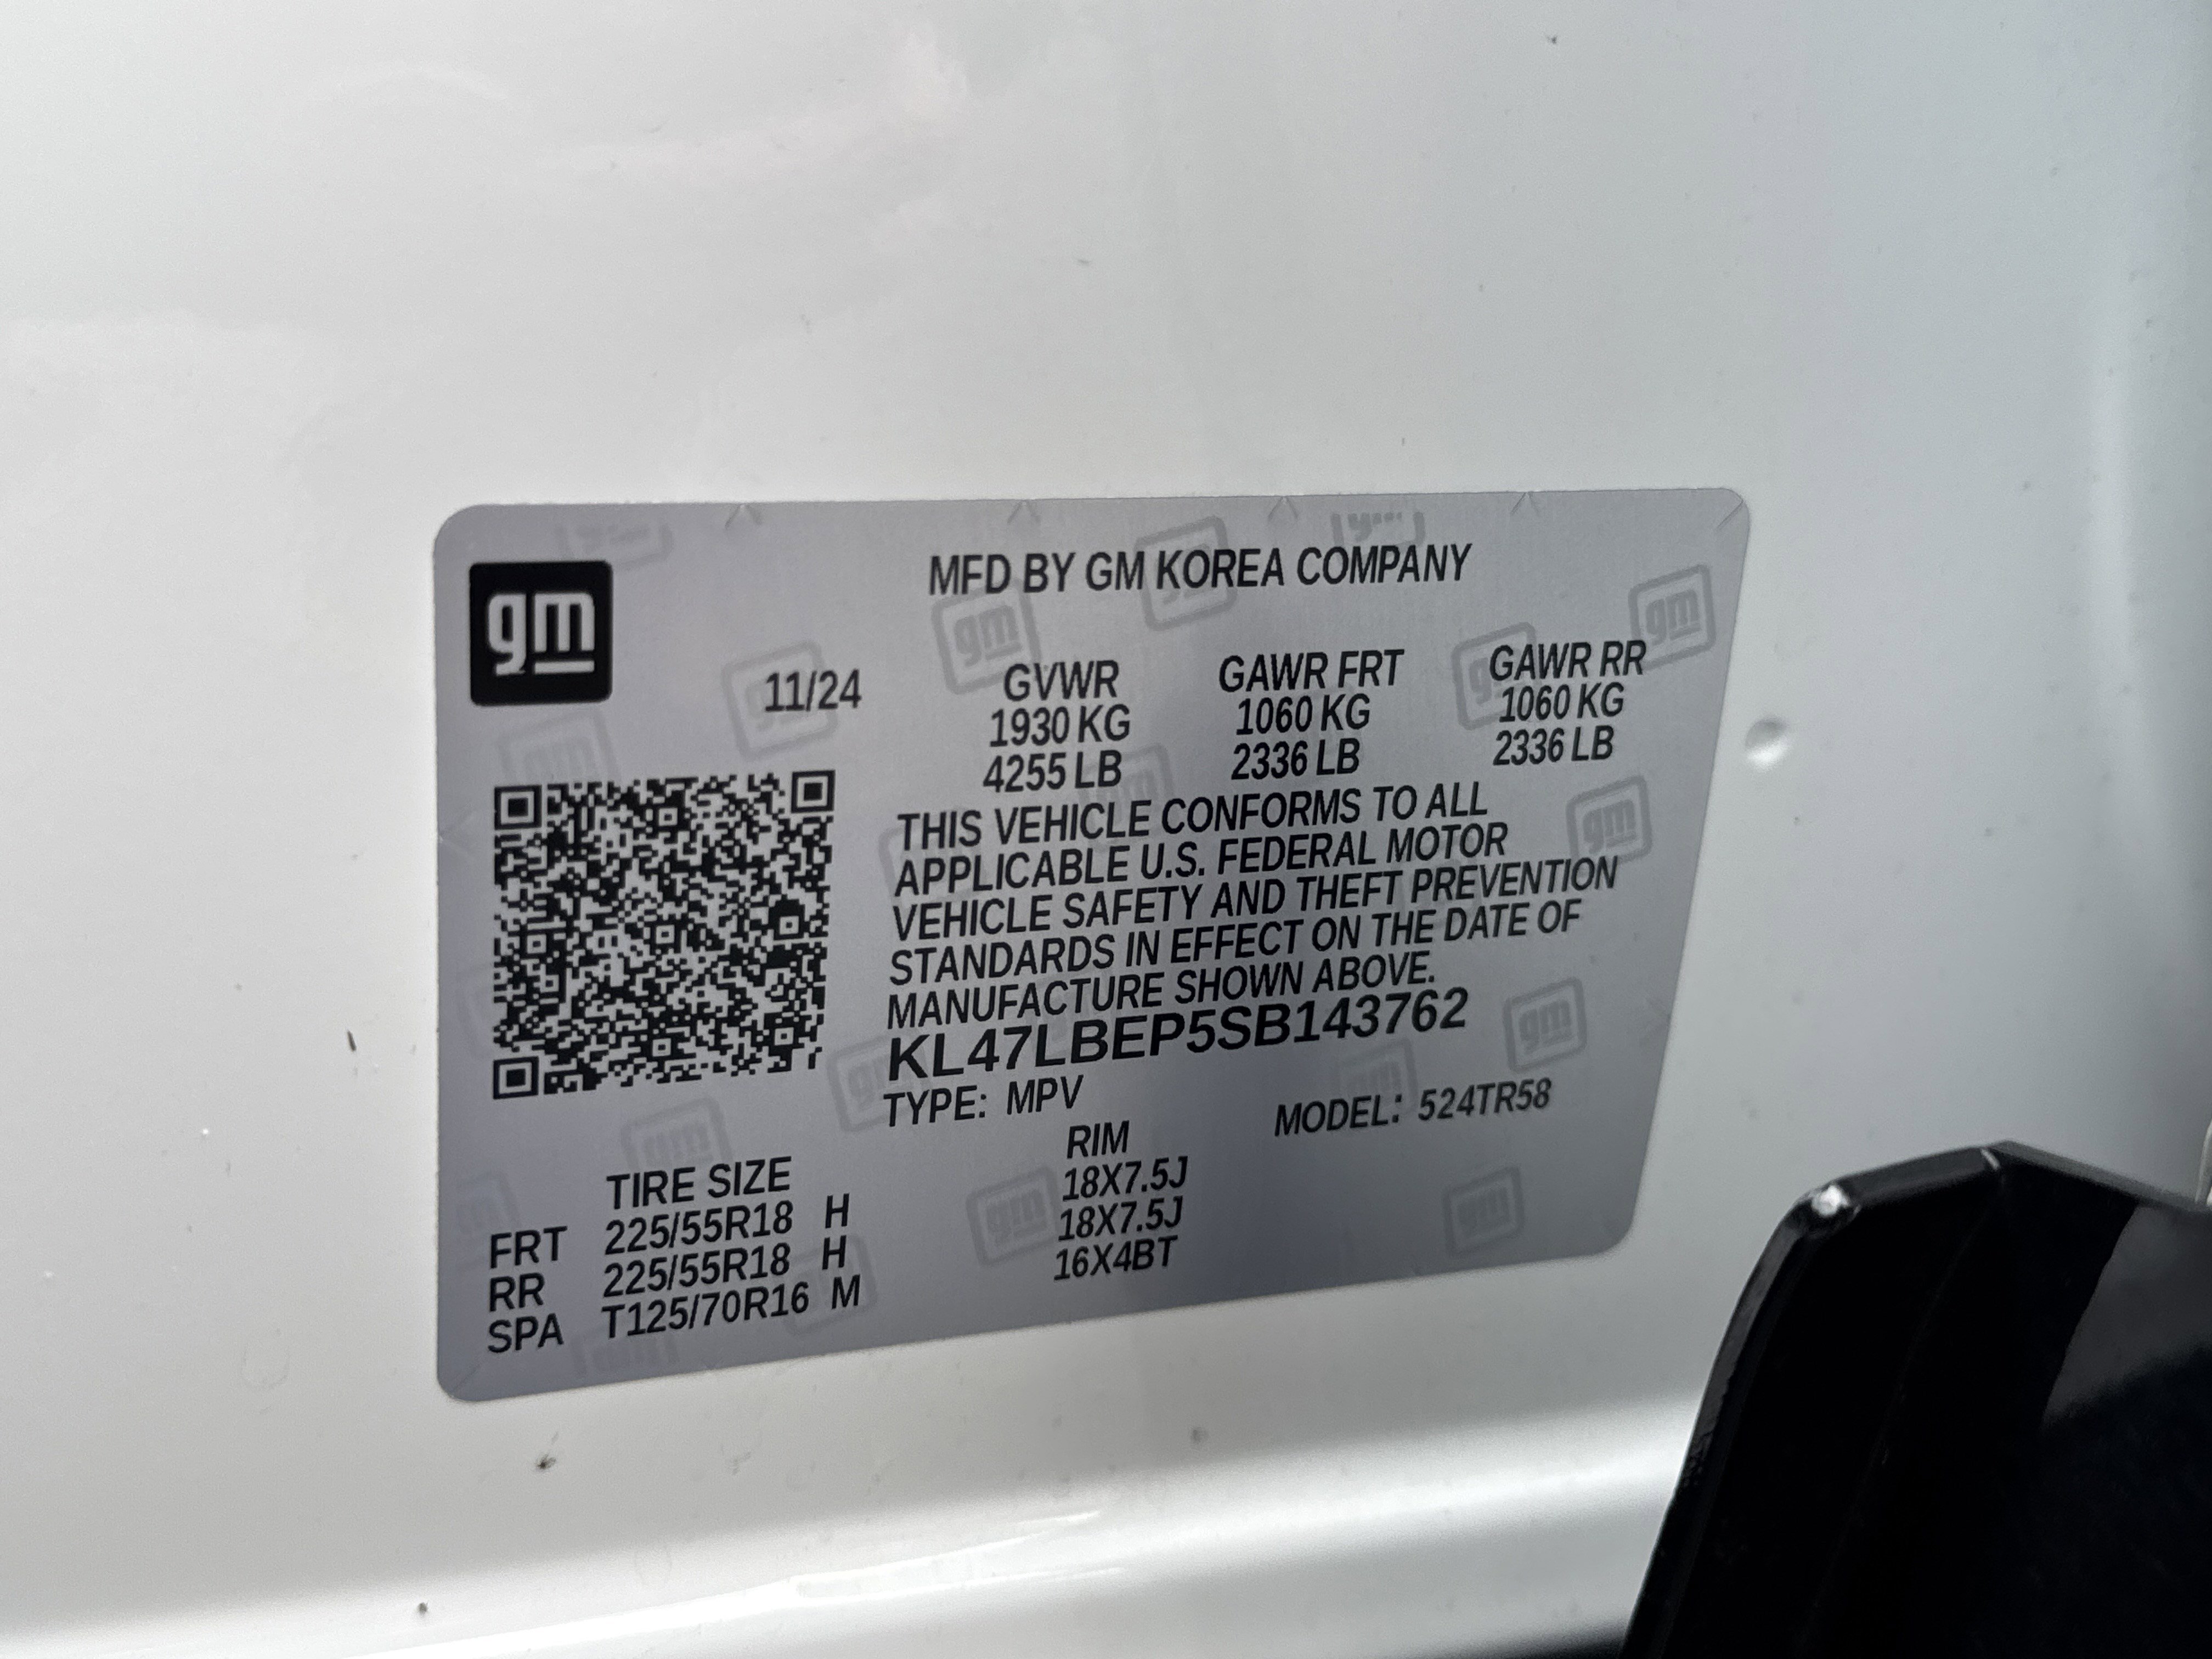 gm
MFD BY GM KOREA COMPANY
11/24 GVWR GAWR FRT GAWR RR
1930 KG 1060 KG 1060 KG
4255 LB 2336 LB 2336 LB
THIS VEHICLE CONFORMS TO ALL
APPLICABLE U.S. FEDERAL MOTOR
VEHICLE SAFETY AND THEFT PREVENTION
STANDARDS IN EFFECT ON THE DATE OF
MANUFACTURE SHOWN ABOVE.
KL47LBEP5SB143762
TYPE: MPV MODEL: 524TR58
TIRE SIZE RIM
FRT 225/55R18 H 18X7.5J
RR 225/55R18 H 18X7.5J
SPA T125/70R16 M 16X4BT